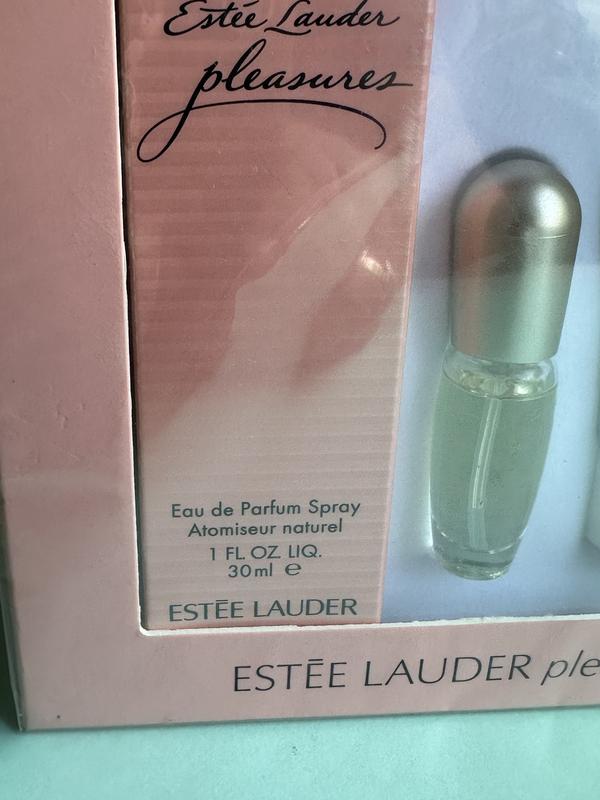 Estée Lauder
pleasures
Eau de Parfum Spray
Atomiseur naturel
1 FL. OZ. LIQ.
30ml ℮
ESTĒE LAUDER
ESTĒE LAUDER ple